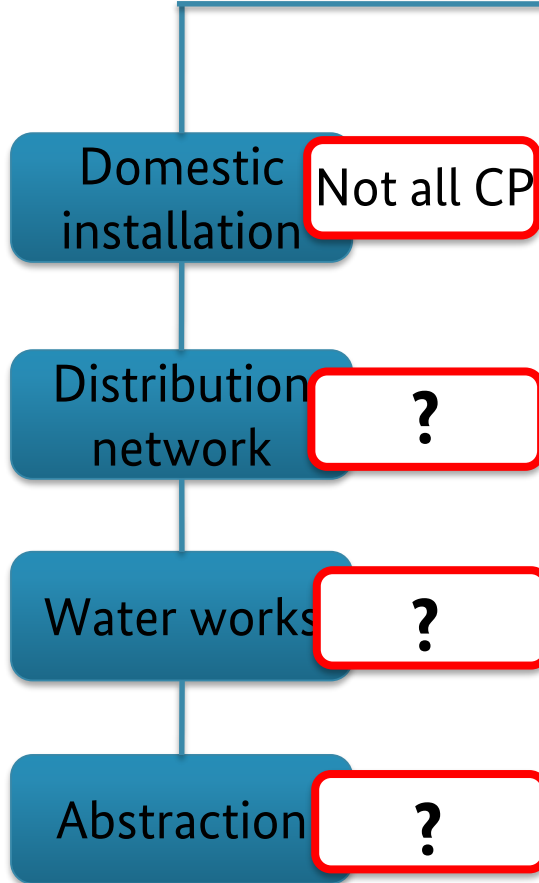 Domestic
installation
Not all CP
Distribution
network
?
Water works
?
Abstraction
?